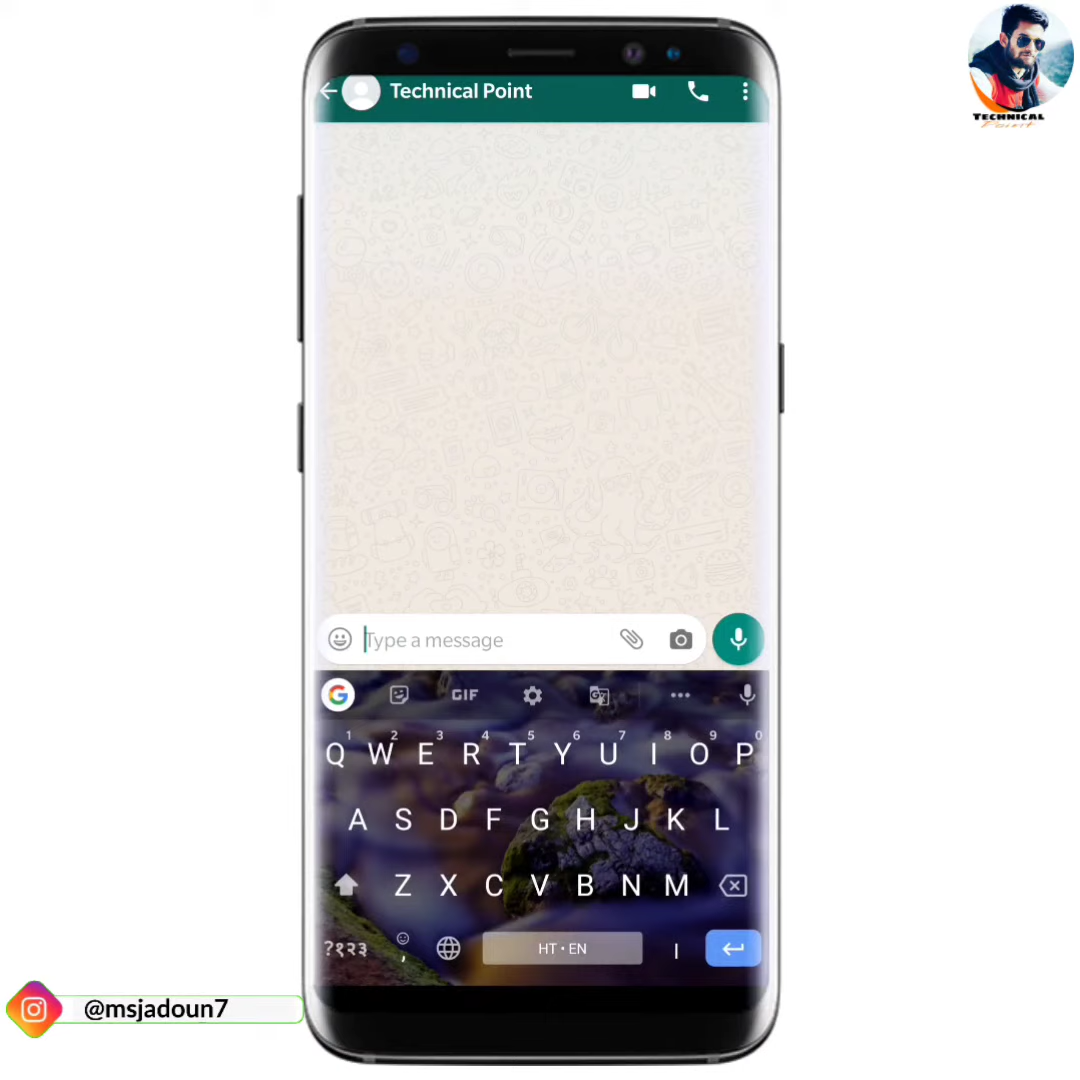 Technical Point
TECHNICAL
Point
Type a message
GIF
1 2 3 4 5 6 7 8 9 0
Q W E R T Y U I O P
A S D F G H J K L
Z X C V B N M
?१२३ , HT • EN ।
@msjadoun7